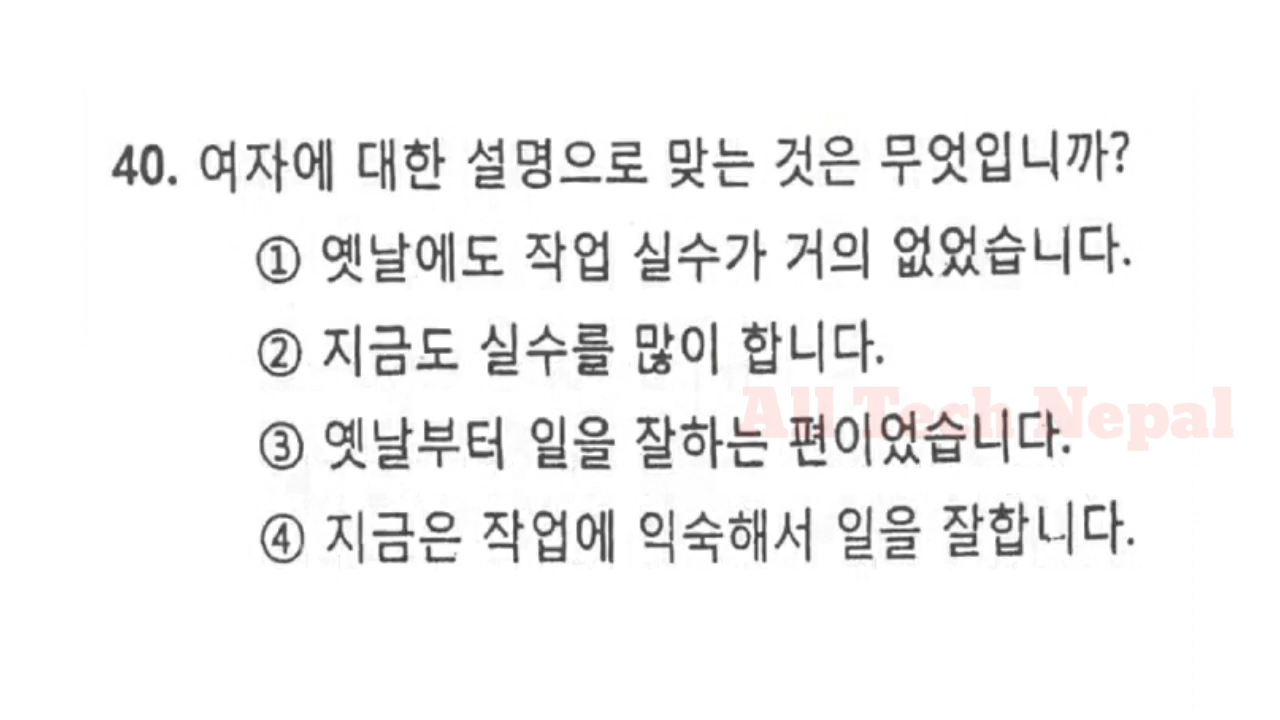 40. 여자에 대한 설명으로 맞는 것은 무엇입니까?
① 옛날에도 작업 실수가 거의 없었습니다.
② 지금도 실수를 많이 합니다.
All Tech Nepal
③ 옛날부터 일을 잘하는 편이었습니다.
④ 지금은 작업에 익숙해서 일을 잘합니다.